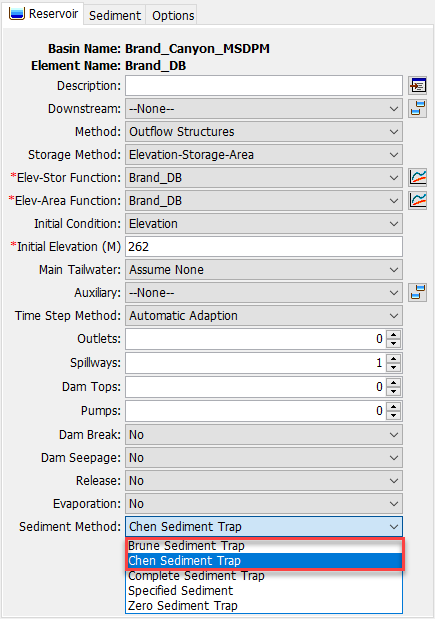 Reservoir Sediment Options
Basin Name: Brand_Canyon_MSDPM
Element Name: Brand_DB
Description:
Downstream: --None--
Method: Outflow Structures
Storage Method: Elevation-Storage-Area
*Elev-Stor Function: Brand_DB
*Elev-Area Function: Brand_DB
Initial Condition: Elevation
*Initial Elevation (M) 262
Main Tailwater: Assume None
Auxiliary: --None--
Time Step Method: Automatic Adaption
Outlets: 0
Spillways: 1
Dam Tops: 0
Pumps: 0
Dam Break: No
Dam Seepage: No
Release: No
Evaporation: No
Sediment Method: Chen Sediment Trap
Brune Sediment Trap
Chen Sediment Trap
Complete Sediment Trap
Specified Sediment
Zero Sediment Trap